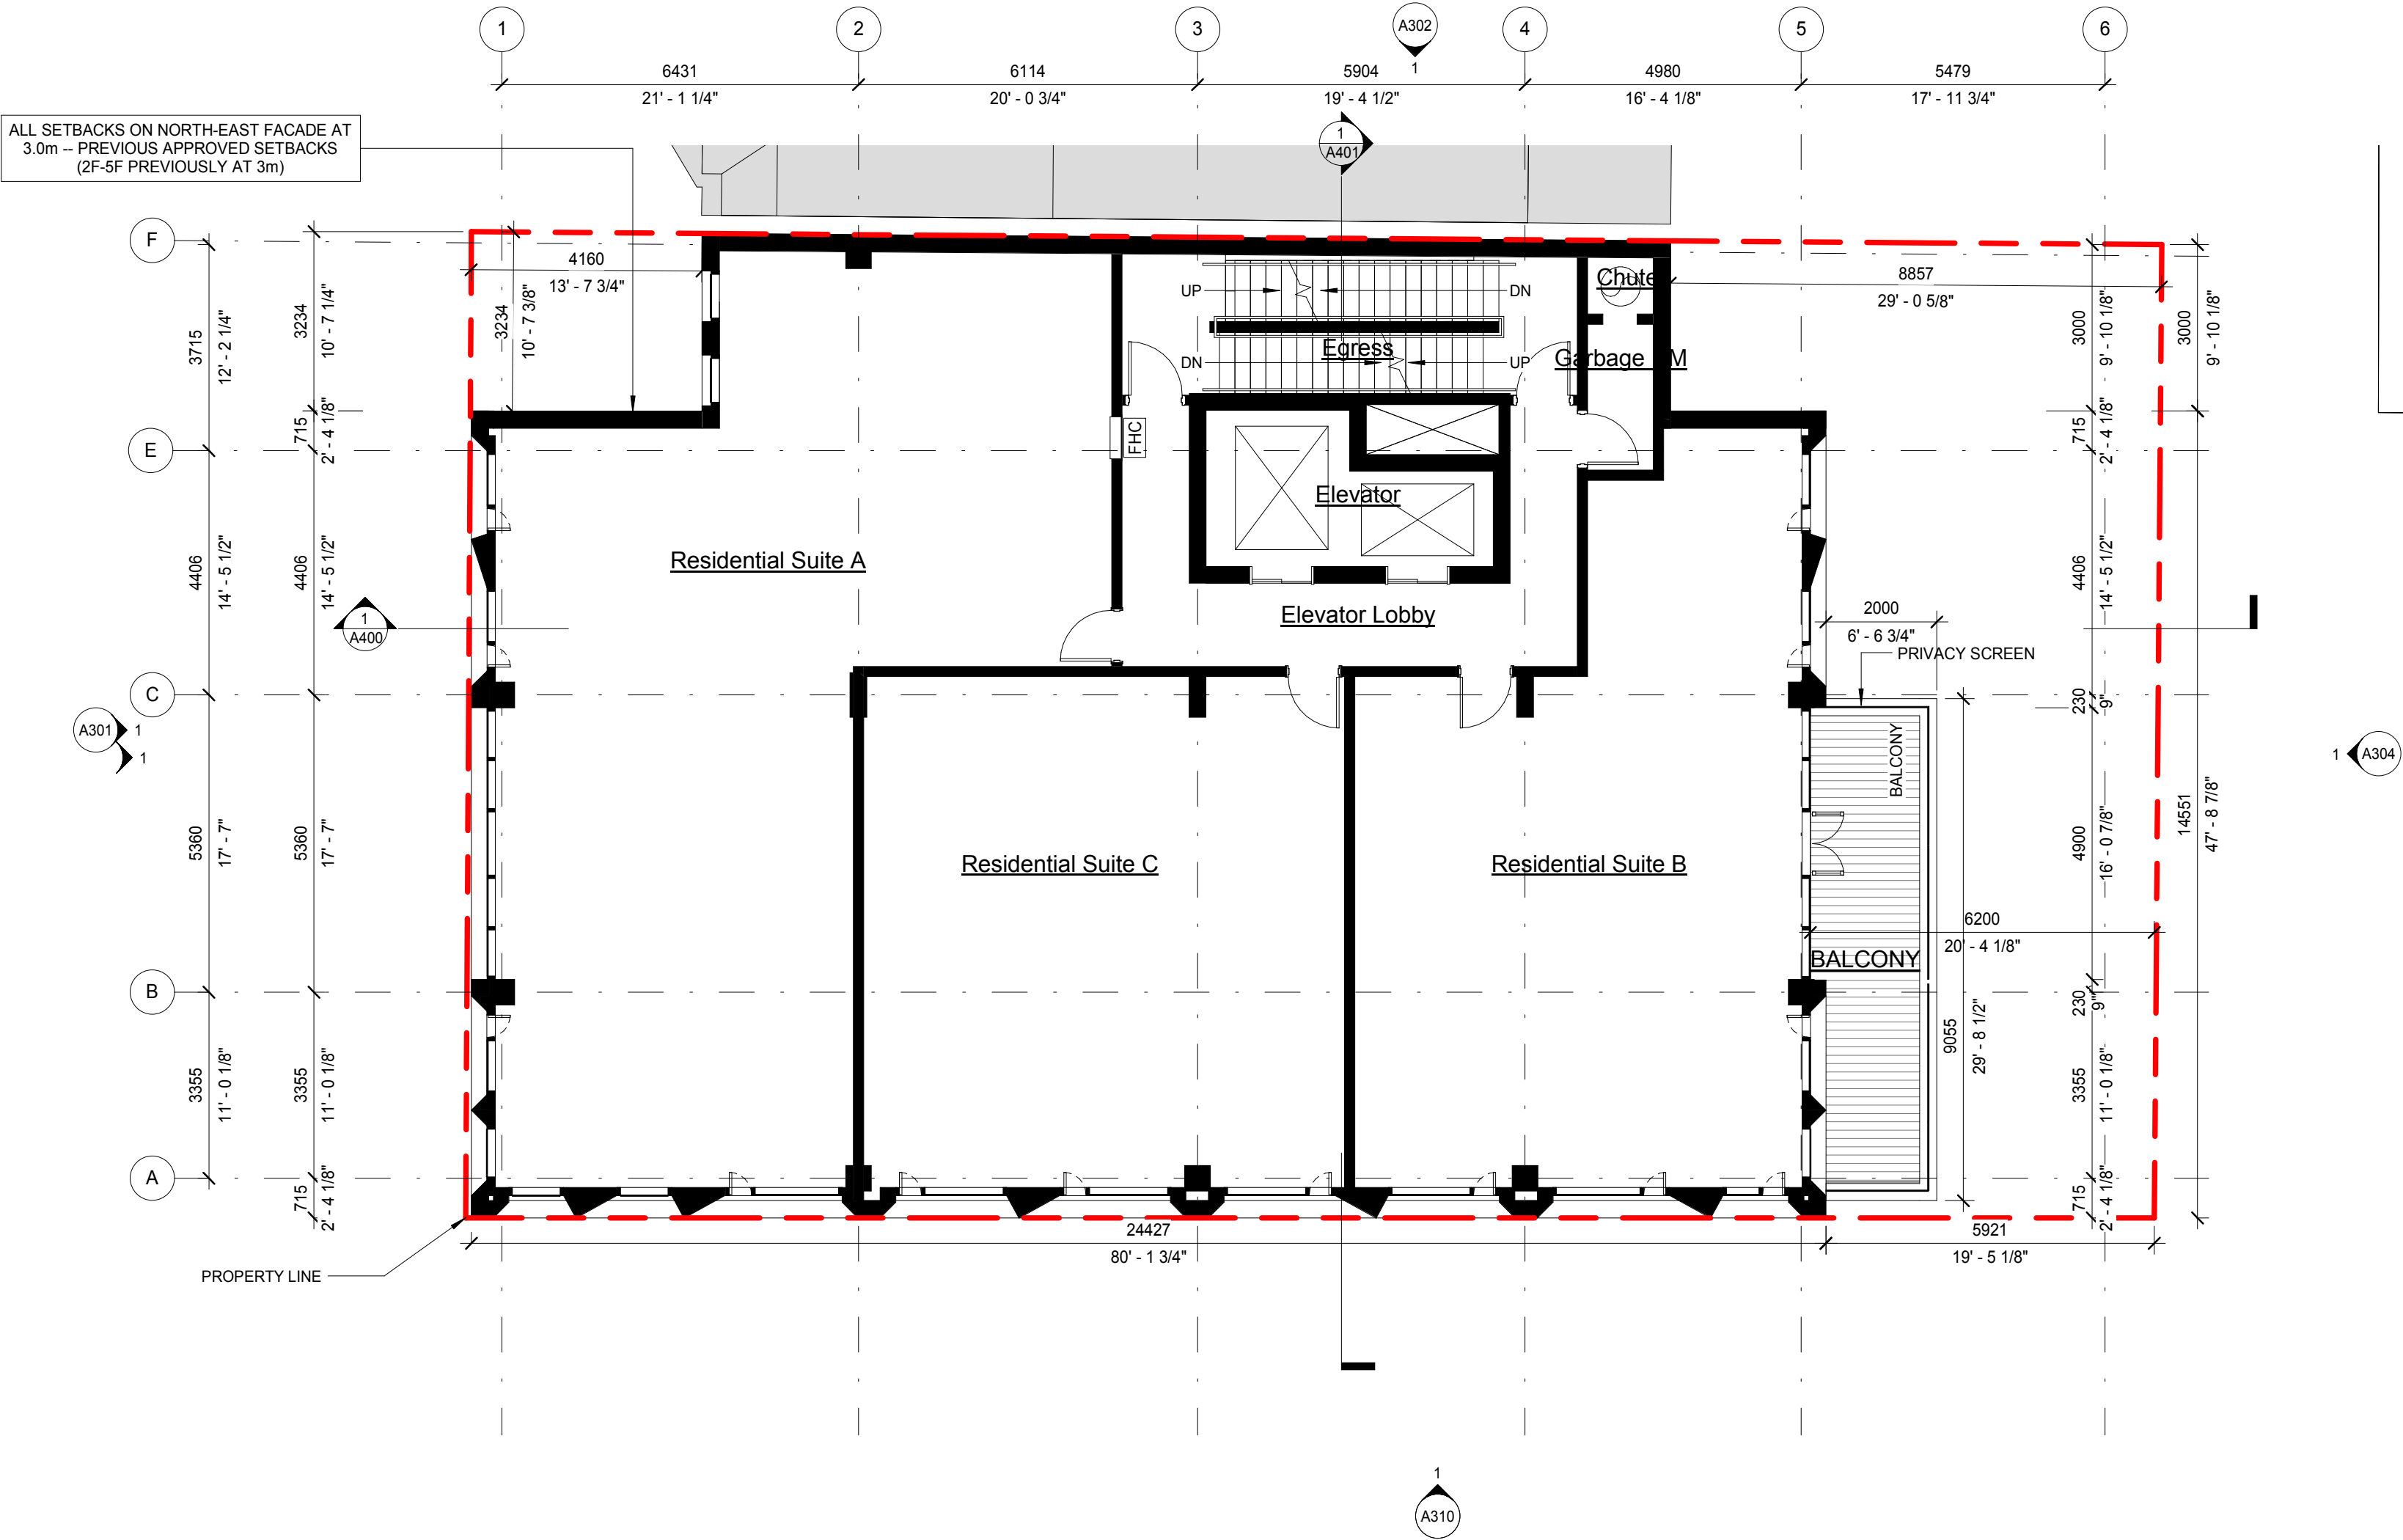 1
2
3
A302
1
4
5
6
6431
21' - 1 1/4"
6114
20' - 0 3/4"
5904
19' - 4 1/2"
4980
16' - 4 1/8"
5479
17' - 11 3/4"
ALL SETBACKS ON NORTH-EAST FACADE AT
3.0m -- PREVIOUS APPROVED SETBACKS
(2F-5F PREVIOUSLY AT 3m)
1
A401
F
E
C
B
A
3715
12' - 2 1/4"
4406
14' - 5 1/2"
5360
17' - 7"
3355
11' - 0 1/8"
3234
10' - 7 1/4"
715
2' - 4 1/8"
4406
14' - 5 1/2"
5360
17' - 7"
3355
11' - 0 1/8"
715
2' - 4 1/8"
3234
10' - 7 3/8"
4160
13' - 7 3/4"
UP
DN
DN
UP
Egress
Chute
Garbage M
8857
29' - 0 5/8"
FHC
Elevator
Elevator Lobby
Residential Suite A
Residential Suite C
Residential Suite B
1
A400
A301
1
1
2000
6' - 6 3/4"
PRIVACY SCREEN
BALCONY
BALCONY
6200
20' - 4 1/8"
9055
29' - 8 1/2"
3000
9' - 10 1/8"
715
2' - 4 1/8"
4406
14' - 5 1/2"
230
9"
4900
16' - 0 7/8"
230
9"
3355
11' - 0 1/8"
715
2' - 4 1/8"
3000
9' - 10 1/8"
14551
47' - 8 7/8"
1
A304
24427
80' - 1 3/4"
5921
19' - 5 1/8"
PROPERTY LINE
1
A310